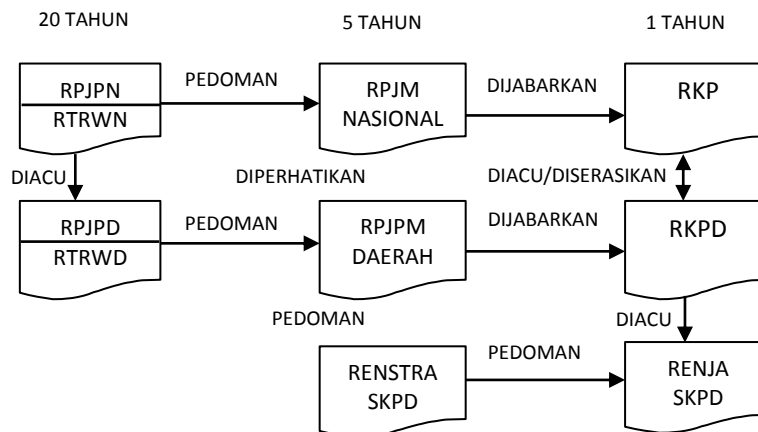 20 TAHUN
5 TAHUN
1 TAHUN
RPJPN
RTRWN
PEDOMAN
RPJM
NASIONAL
DIJABARKAN
RKP
DIACU
DIPERHATIKAN
DIACU/DISERASIKAN
RPJPD
RTRWD
PEDOMAN
RPJPM
DAERAH
DIJABARKAN
RKPD
PEDOMAN
DIACU
RENSTRA
SKPD
PEDOMAN
RENJA
SKPD